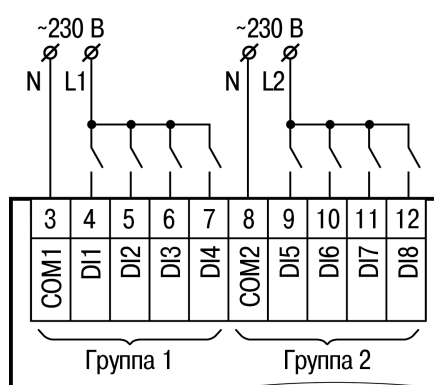 ~230 В ~230 В
N L1 N L2
3 4 5 6 7 8 9 10 11 12
COM1 DI1 DI2 DI3 DI4 COM2 DI5 DI6 DI7 DI8
Группа 1 Группа 2